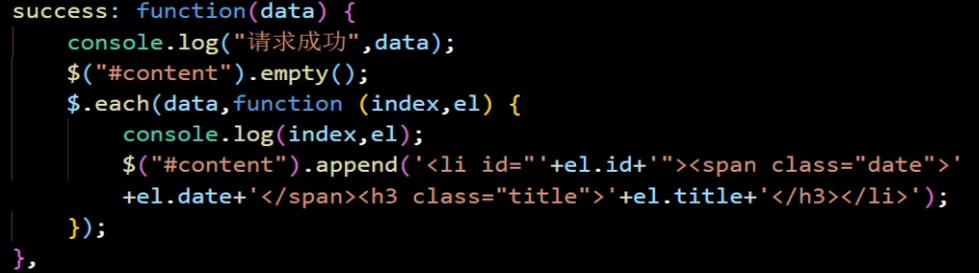 success: function(data) {
console.log("请求成功",data);
$("#content").empty();
$.each(data,function (index,el) {
console.log(index,el);
$("#content").append('<li id="'+el.id+'"><span class="date">'
+el.date+'</span><h3 class="title">'+el.title+'</h3></li>');
});
},